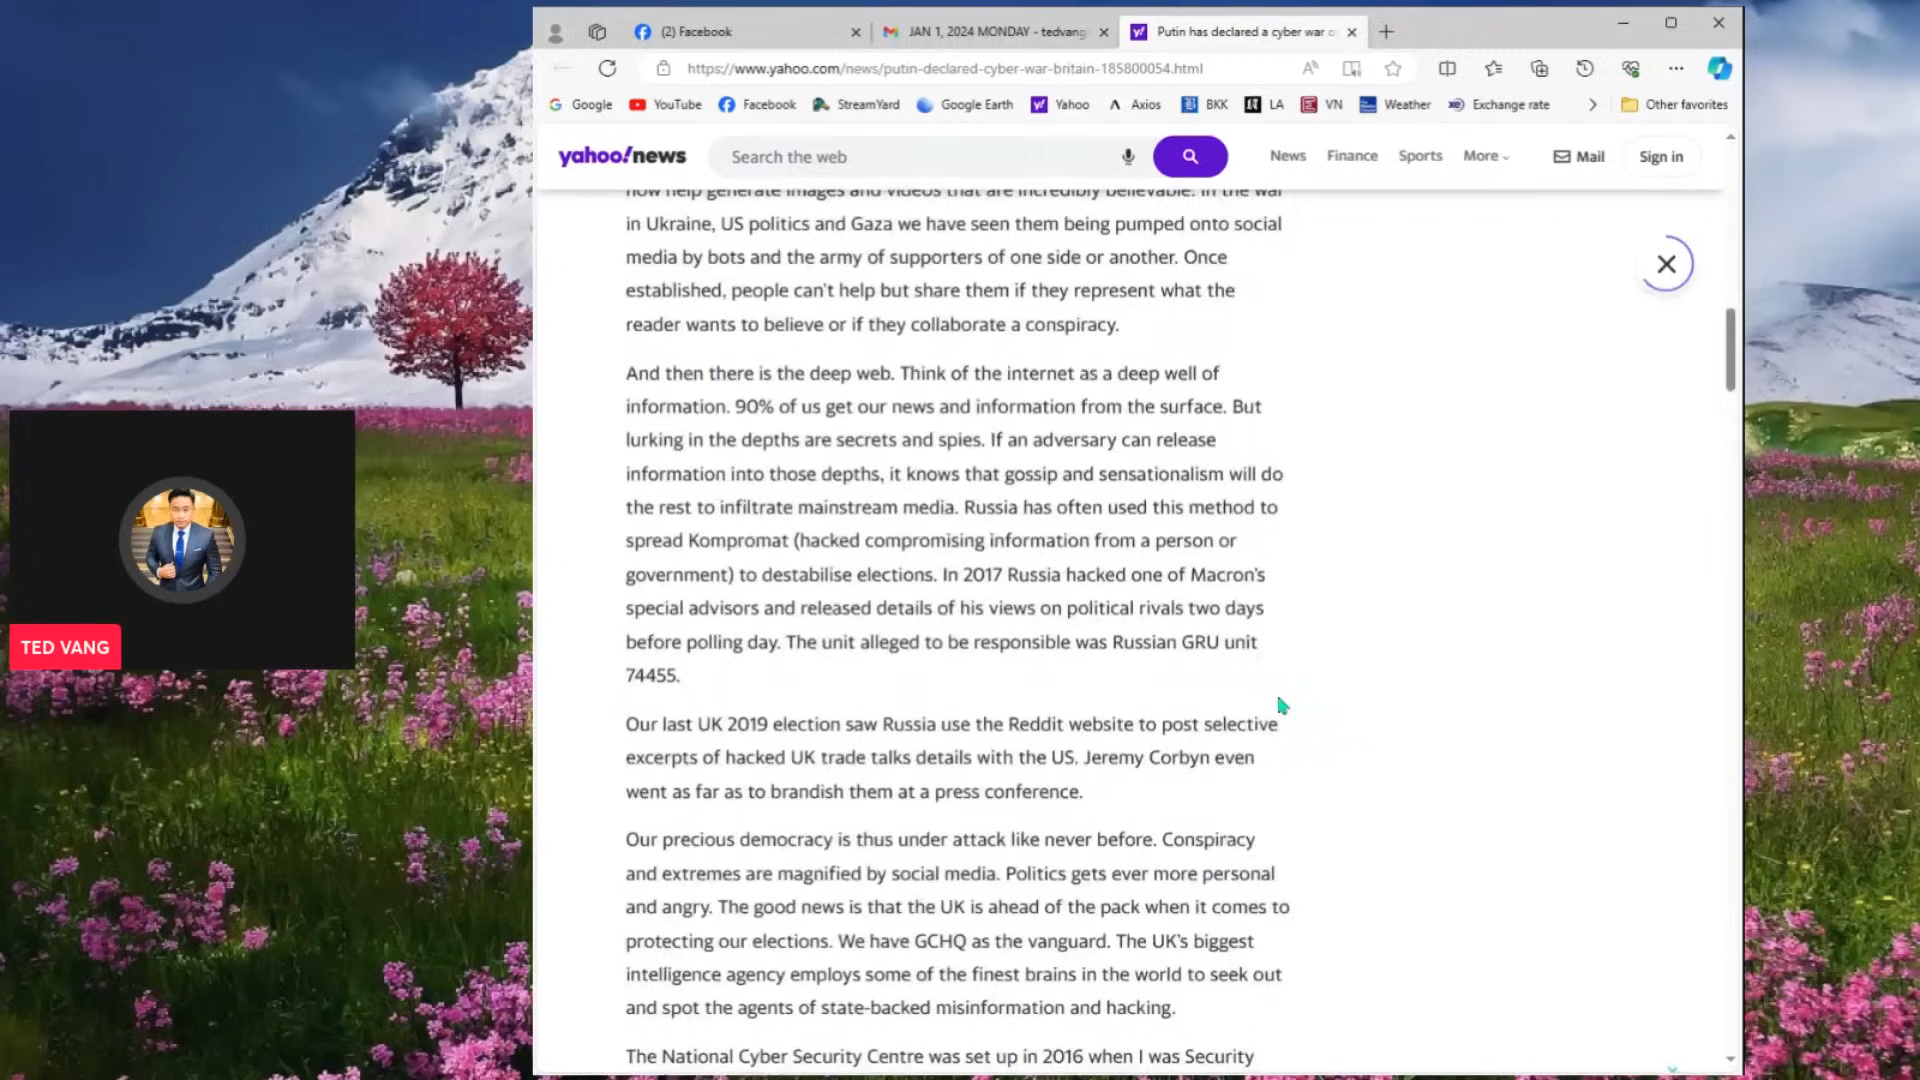 (2) Facebook
JAN 1, 2024 MONDAY - tedvang
Putin has declared a cyber war o
https://www.yahoo.com/news/putin-declared-cyber-war-britain-185800054.html
Google YouTube Facebook StreamYard Google Earth Yahoo Axios BKK LA VN Weather Exchange rate Other favorites
yahoo!news
Search the web
News Finance Sports More Mail Sign in
now help generate images and videos that are incredibly believable. In the war
in Ukraine, US politics and Gaza we have seen them being pumped onto social
media by bots and the army of supporters of one side or another. Once
established, people can't help but share them if they represent what the
reader wants to believe or if they collaborate a conspiracy.
And then there is the deep web. Think of the internet as a deep well of
information. 90% of us get our news and information from the surface. But
lurking in the depths are secrets and spies. If an adversary can release
information into those depths, it knows that gossip and sensationalism will do
the rest to infiltrate mainstream media. Russia has often used this method to
spread Kompromat (hacked compromising information from a person or
government) to destabilise elections. In 2017 Russia hacked one of Macron's
special advisors and released details of his views on political rivals two days
before polling day. The unit alleged to be responsible was Russian GRU unit
74455.
Our last UK 2019 election saw Russia use the Reddit website to post selective
excerpts of hacked UK trade talks details with the US. Jeremy Corbyn even
went as far as to brandish them at a press conference.
Our precious democracy is thus under attack like never before. Conspiracy
and extremes are magnified by social media. Politics gets ever more personal
and angry. The good news is that the UK is ahead of the pack when it comes to
protecting our elections. We have GCHQ as the vanguard. The UK's biggest
intelligence agency employs some of the finest brains in the world to seek out
and spot the agents of state-backed misinformation and hacking.
The National Cyber Security Centre was set up in 2016 when I was Security
TED VANG